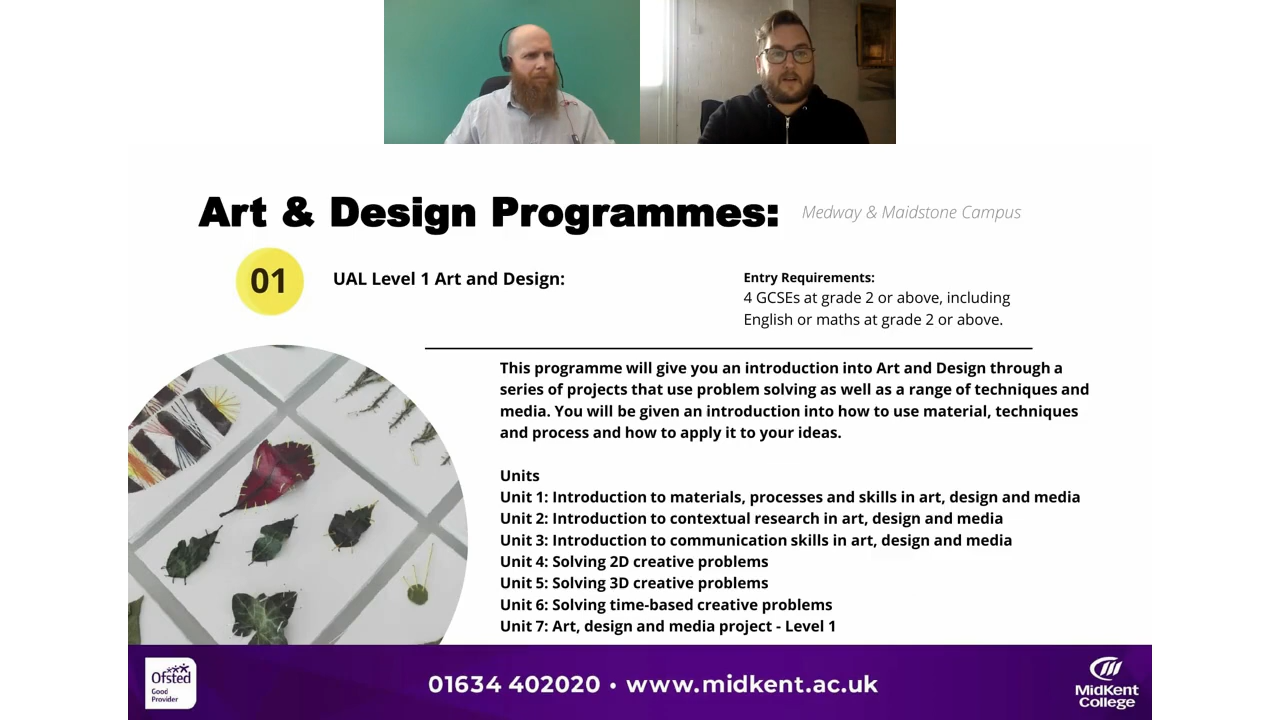 Art & Design Programmes:
Medway & Maidstone Campus
01
UAL Level 1 Art and Design:
Entry Requirements:
4 GCSEs at grade 2 or above, including
English or maths at grade 2 or above.
This programme will give you an introduction into Art and Design through a
series of projects that use problem solving as well as a range of techniques and
media. You will be given an introduction into how to use material, techniques
and process and how to apply it to your ideas.
Units
Unit 1: Introduction to materials, processes and skills in art, design and media
Unit 2: Introduction to contextual research in art, design and media
Unit 3: Introduction to communication skills in art, design and media
Unit 4: Solving 2D creative problems
Unit 5: Solving 3D creative problems
Unit 6: Solving time-based creative problems
Unit 7: Art, design and media project - Level 1
Ofsted
Good
Provider
01634 402020 • www.midkent.ac.uk
MidKent
College